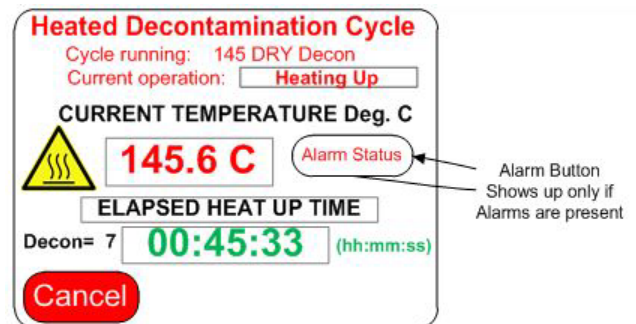 Heated Decontamination Cycle
Cycle running: 145 DRY Decon
Current operation: Heating Up
CURRENT TEMPERATURE Deg. C
145.6 C
Alarm Status
ELAPSED HEAT UP TIME
Decon= 7 00:45:33 (hh:mm:ss)
Cancel
Alarm Button
Shows up only if
Alarms are present